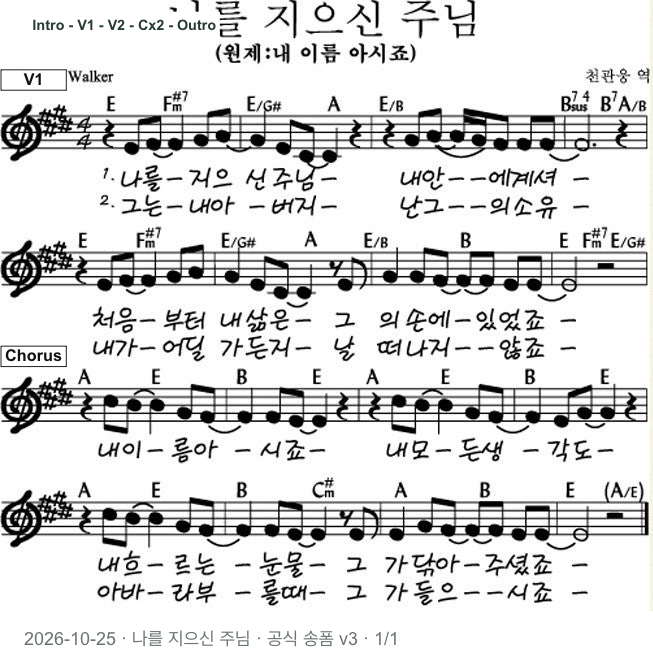 나를 지으신 주님
Intro - V1 - V2 - Cx2 - Outro
(원제:내 이름 아시죠)
V1 Walker 천관웅 역
E F#m7 E/G# A E/B B7sus4 B7 A/B
1. 나를- 지으 신주님- 내안--에계셔 -
2. 그는-내아 - 버지- 난그--의소유 -
E F#m7 E/G# A E/B B E F#m7 E/G#
처음- 부터 내삶은- 그 의손에-있었죠 -
내가-어딜 가든지- 날 떠나지--않죠 -
Chorus
A E B E A E B E
내이 -름아 - 시죠- 내모 - 든생 - 각도-
A E B C#m A B E (A/E)
내흐 - 르는 - 눈물- 그 가닦아-주셨죠 -
아바- 라부 - 를때- 그 가들으--시죠 -
2026-10-25 · 나를 지으신 주님 · 공식 송폼 v3 · 1/1